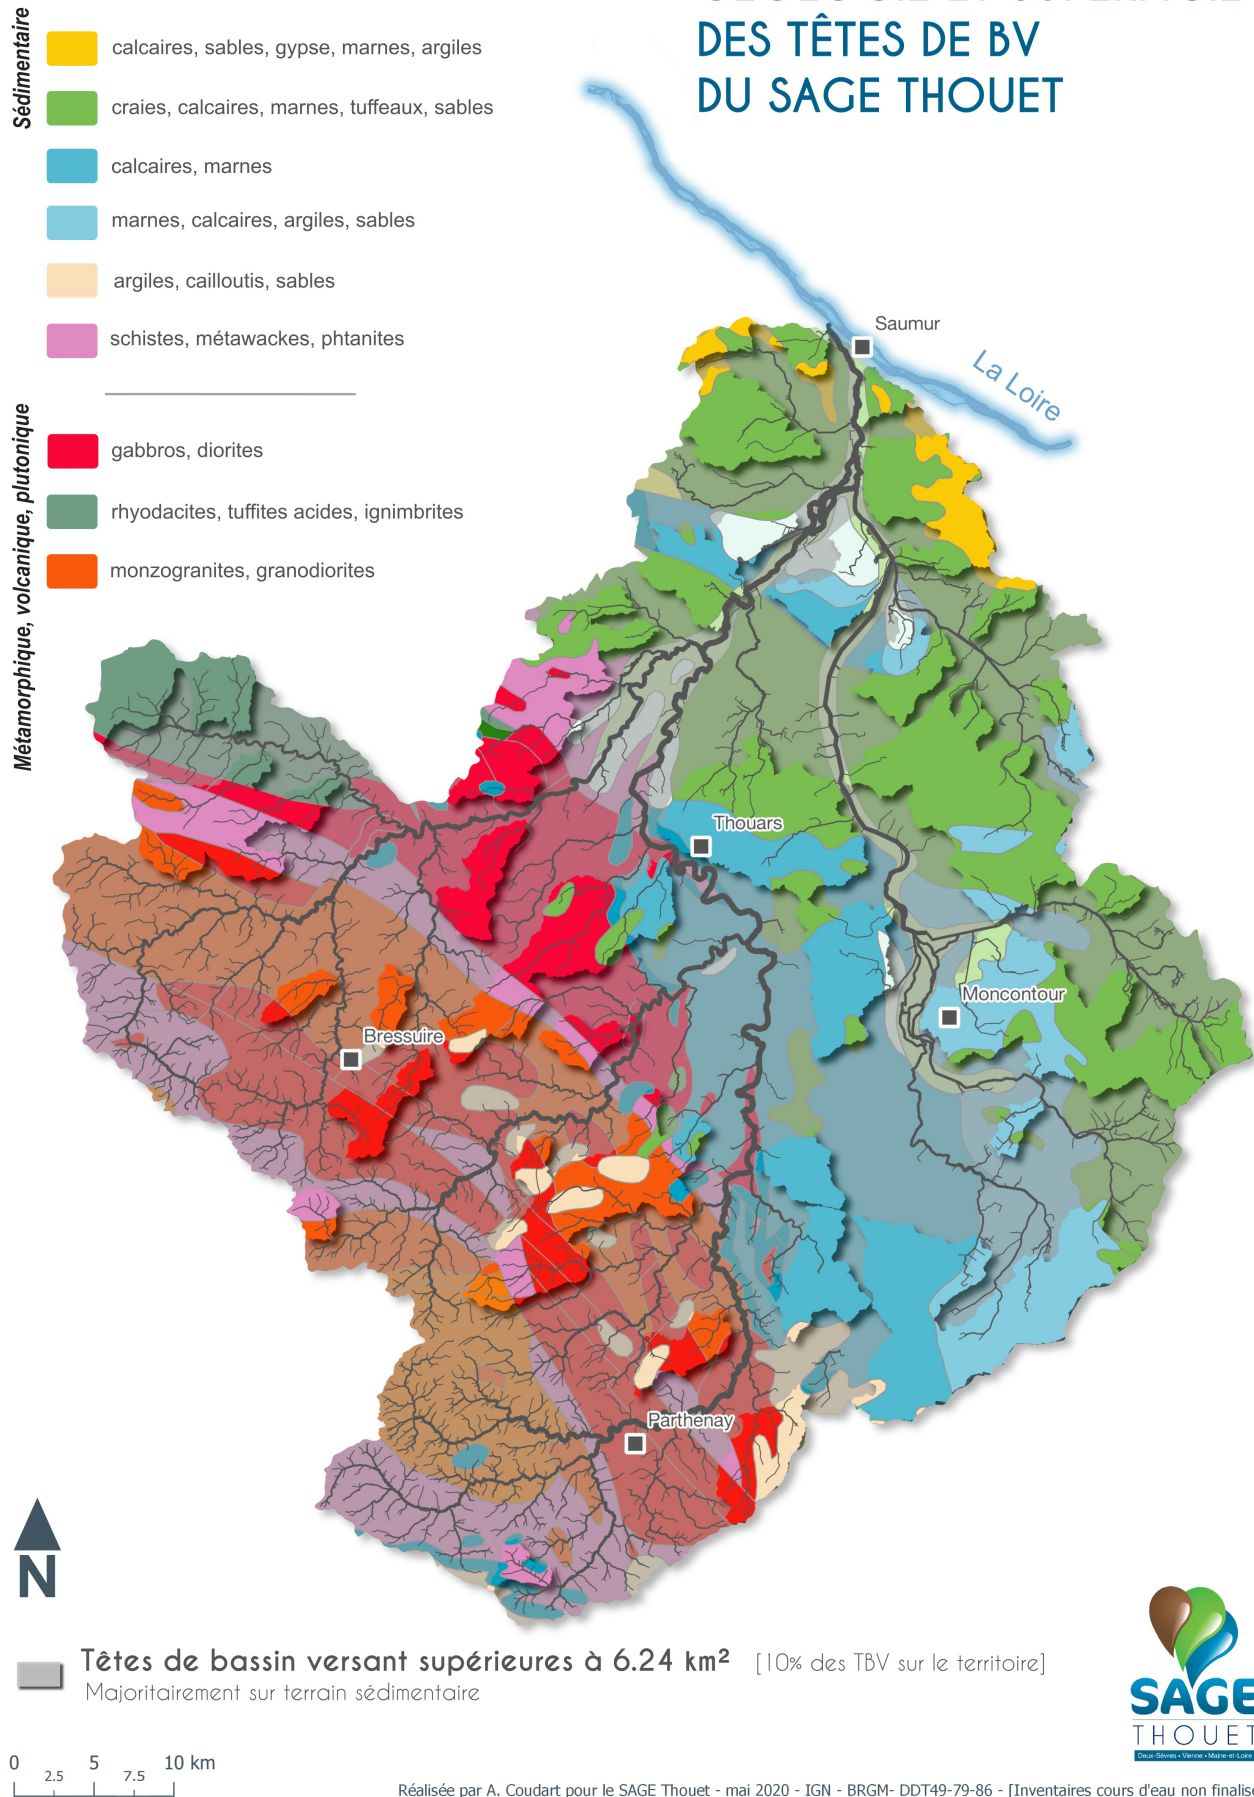 DES TÊTES DE BV
DU SAGE THOUET
Sédimentaire
calcaires, sables, gypse, marnes, argiles
craies, calcaires, marnes, tuffeaux, sables
calcaires, marnes
marnes, calcaires, argiles, sables
argiles, cailloutis, sables
schistes, métawackes, phtanites
Métamorphique, volcanique, plutonique
gabbros, diorites
rhyodacites, tuffites acides, ignimbrites
monzogranites, granodiorites
Saumur
La Loire
Thouars
Moncontour
Bressuire
Parthenay
N
Têtes de bassin versant supérieures à 6.24 km² [10% des TBV sur le territoire]
Majoritairement sur terrain sédimentaire
SAGE
THOUET
Deux-Sèvres • Vienne • Maine-et-Loire
0 5 10 km
2.5 7.5
Réalisée par A. Coudart pour le SAGE Thouet - mai 2020 - IGN - BRGM- DDT49-79-86 - [Inventaires cours d'eau non finalisé